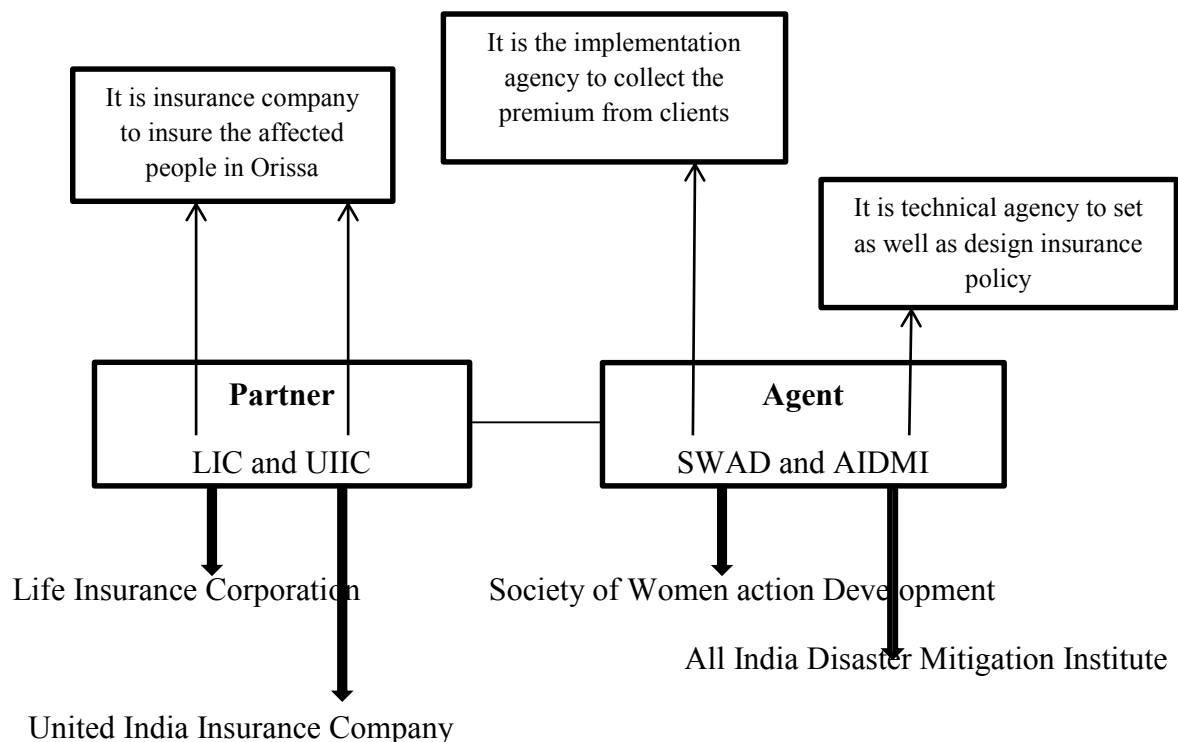 It is the implementation
agency to collect the
premium from clients
It is insurance company
to insure the affected
people in Orissa
It is technical agency to set
as well as design insurance
policy
Partner
LIC and UIIC
Agent
SWAD and AIDMI
Life Insurance Corporation
Society of Women action Development
All India Disaster Mitigation Institute
United India Insurance Company